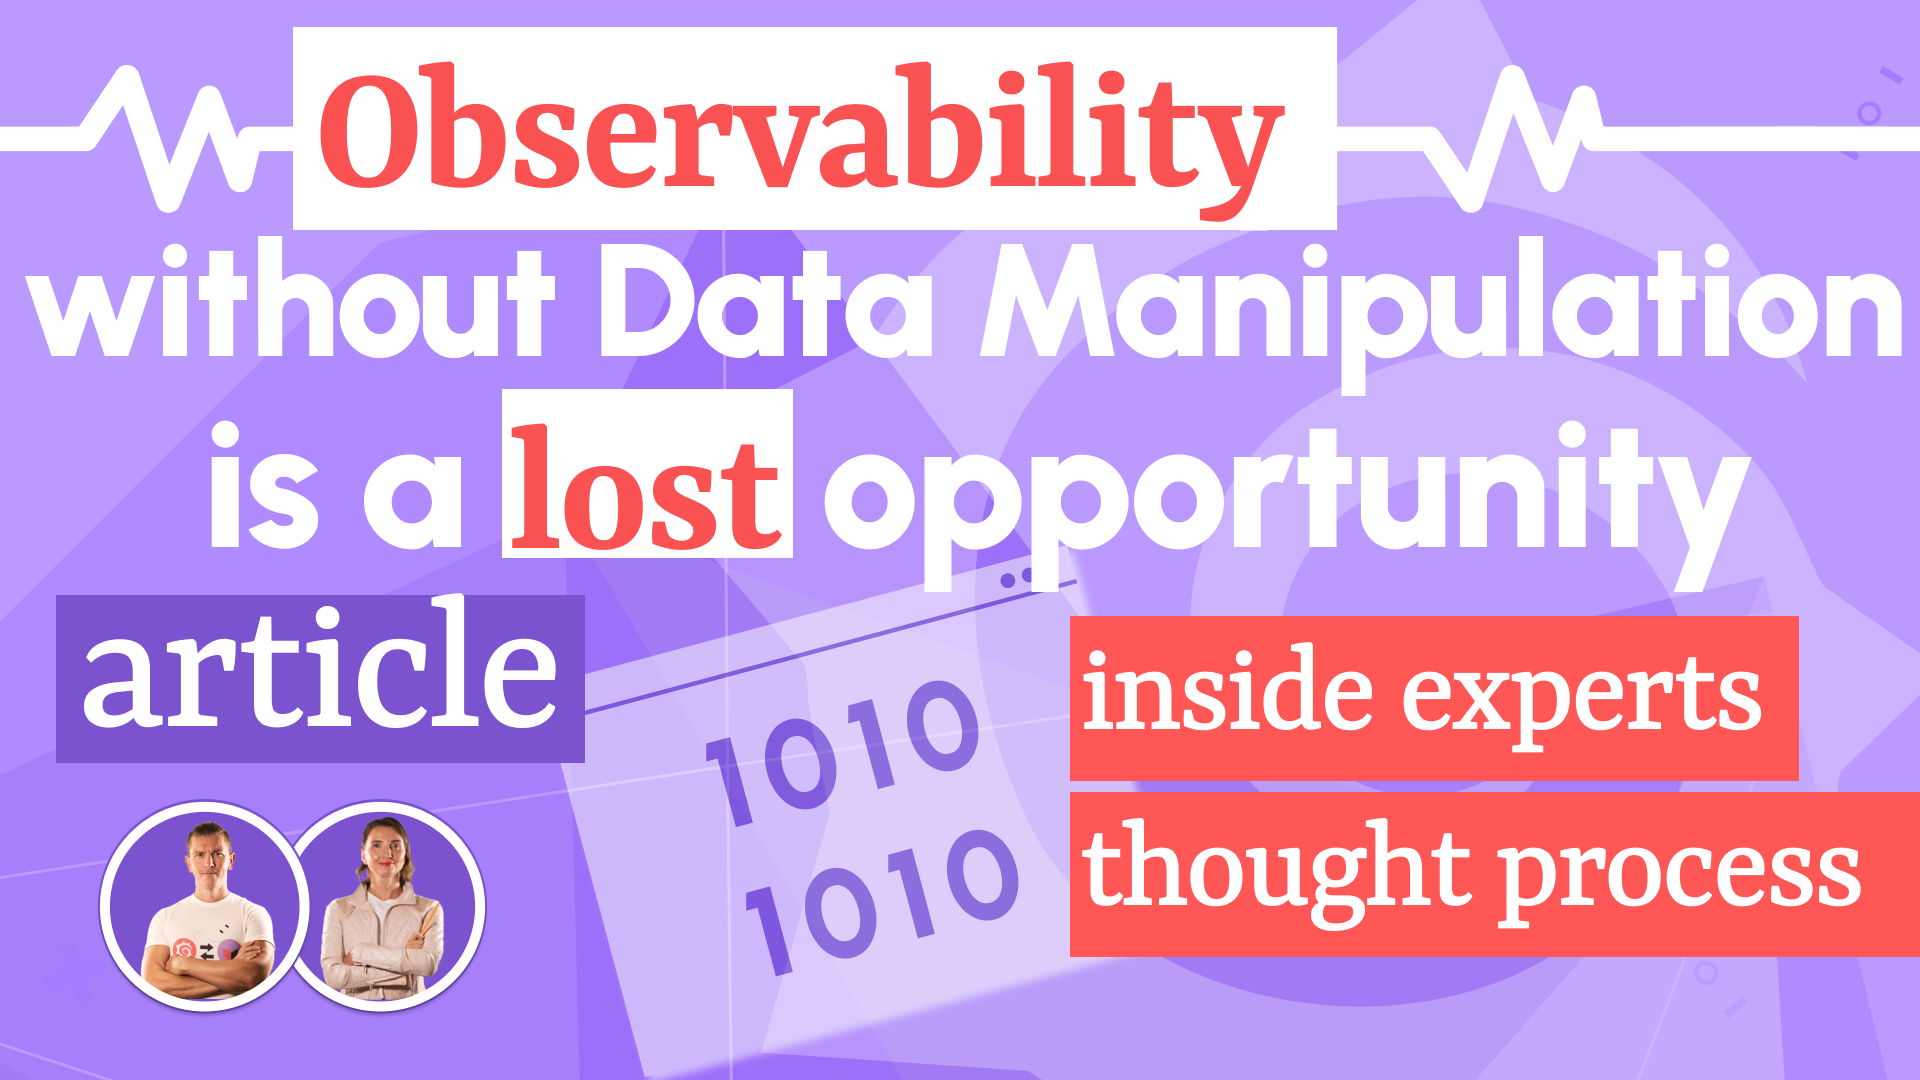 Observability
without Data Manipulation
is a lost opportunity
article
inside experts
thought process
1010
1010